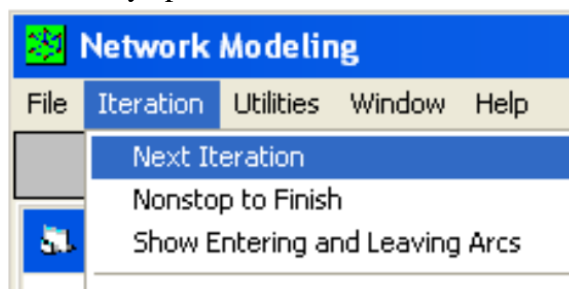 Network Modeling
File Iteration Utilities Window Help
Next Iteration
Nonstop to Finish
Show Entering and Leaving Arcs